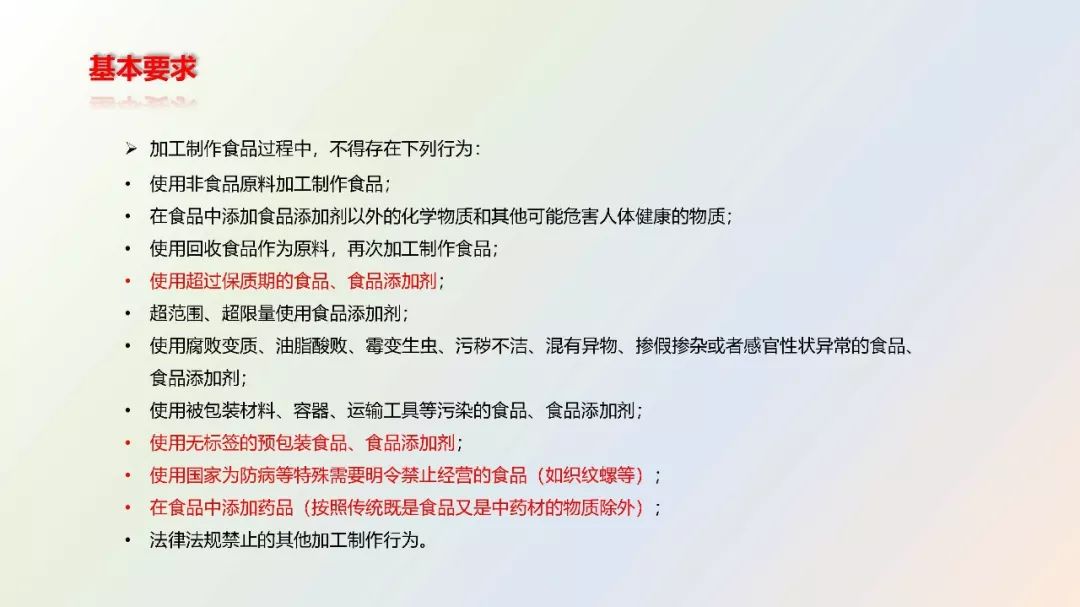 基本要求
➢ 加工制作食品过程中，不得存在下列行为：
• 使用非食品原料加工制作食品；
• 在食品中添加食品添加剂以外的化学物质和其他可能危害人体健康的物质；
• 使用回收食品作为原料，再次加工制作食品；
• 使用超过保质期的食品、食品添加剂；
• 超范围、超限量使用食品添加剂；
• 使用腐败变质、油脂酸败、霉变生虫、污秽不洁、混有异物、掺假掺杂或者感官性状异常的食品、
食品添加剂；
• 使用被包装材料、容器、运输工具等污染的食品、食品添加剂；
• 使用无标签的预包装食品、食品添加剂；
• 使用国家为防病等特殊需要明令禁止经营的食品（如织纹螺等）；
• 在食品中添加药品（按照传统既是食品又是中药材的物质除外）；
• 法律法规禁止的其他加工制作行为。